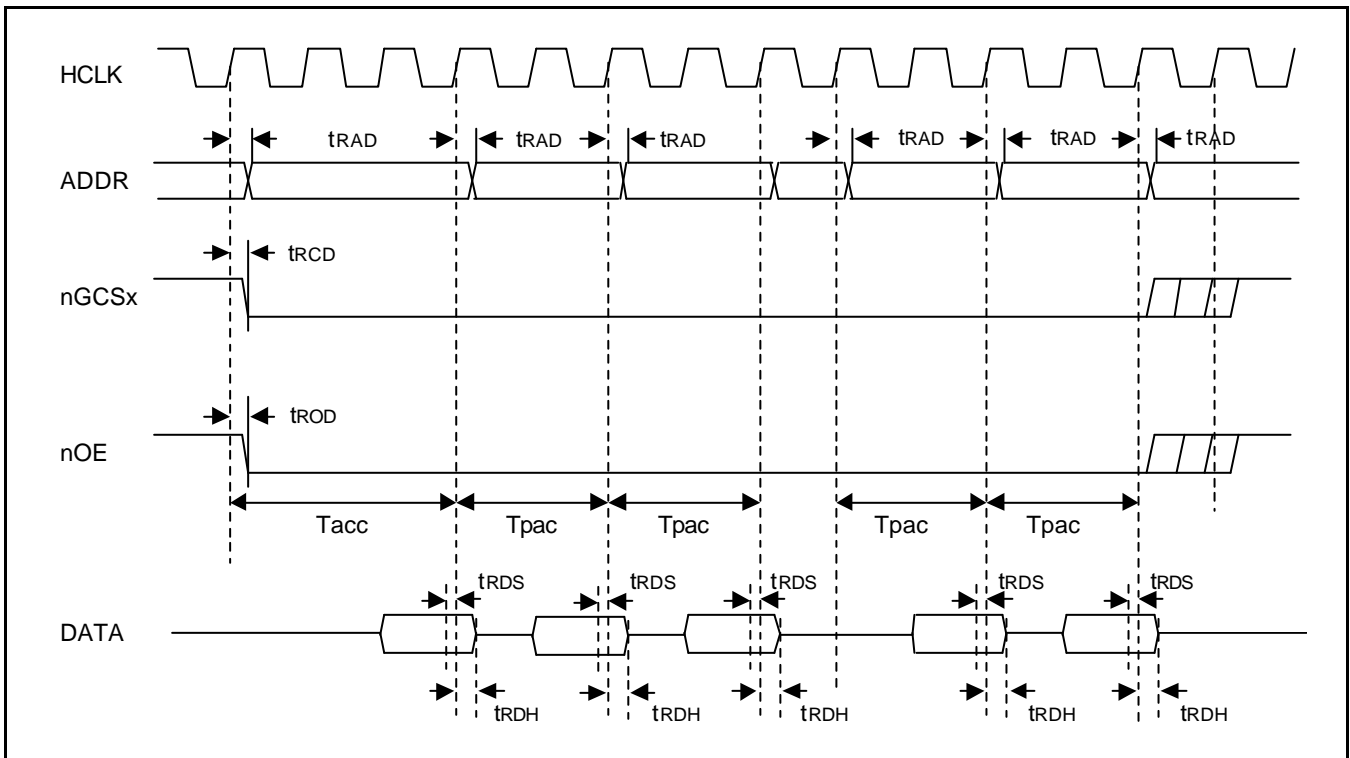 HCLK
tRAD tRAD tRAD tRAD tRAD tRAD
ADDR
tRCD
nGCSx
tROD
nOE
Tacc Tpac Tpac Tpac Tpac
tRDS tRDS tRDS tRDS tRDS
DATA
tRDH tRDH tRDH tRDH tRDH